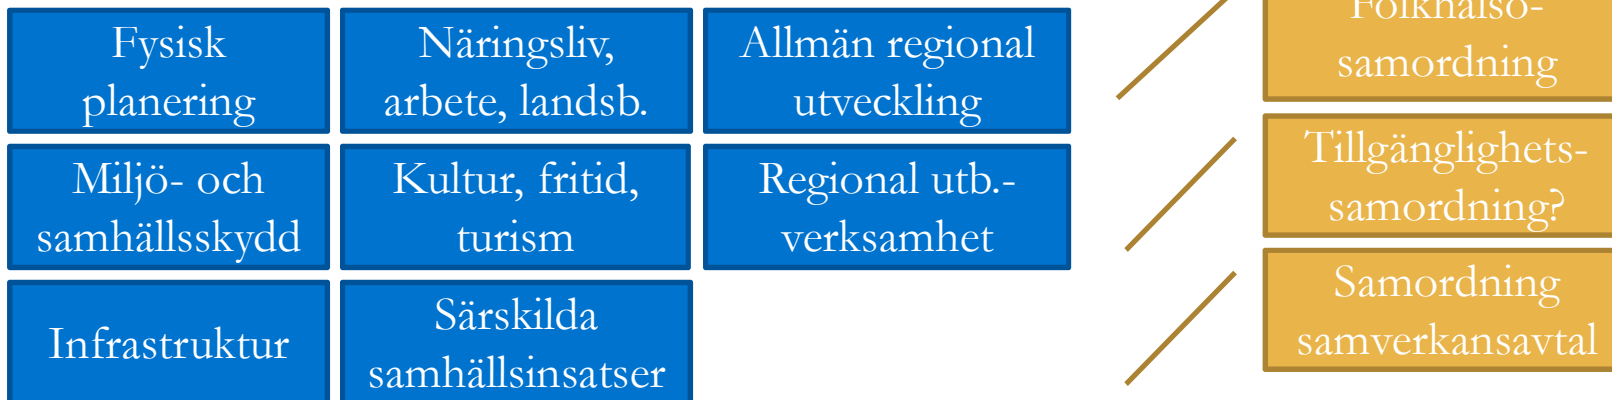 Fysisk
planering
Näringsliv,
arbete, landsb.
Allmän regional
utveckling
Folkhälso-
samordning
Miljö- och
samhällsskydd
Kultur, fritid,
turism
Regional utb.-
verksamhet
Tillgänglighets-
samordning?
Infrastruktur
Särskilda
samhällsinsatser
Samordning
samverkansavtal